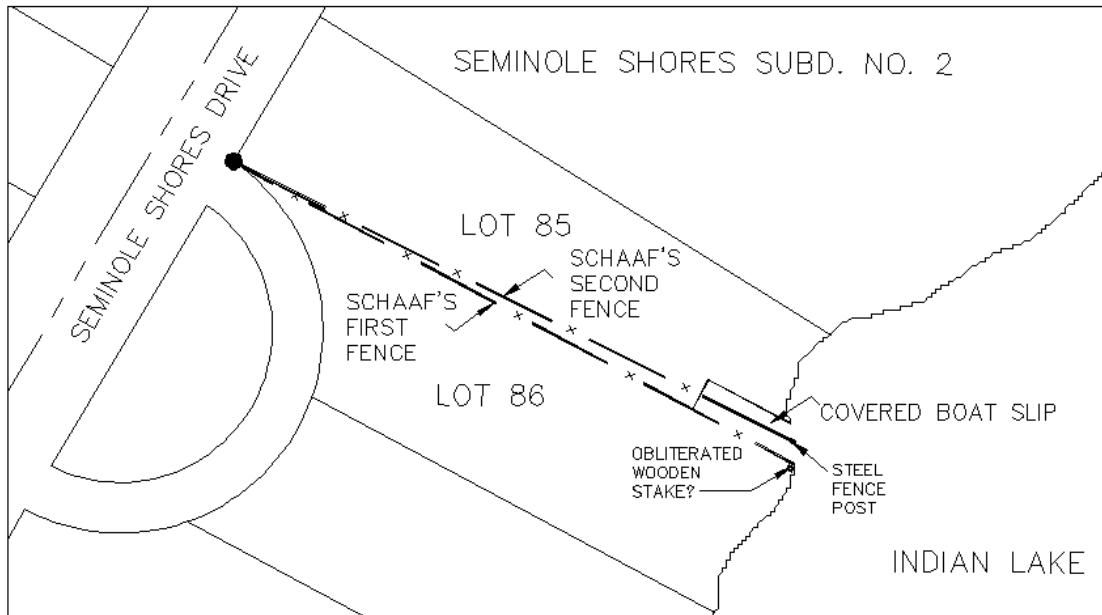 SEMINOLE SHORES SUBD. NO. 2
SEMINOLE SHORES DRIVE
LOT 85
SCHAAF'S
SECOND
FENCE
SCHAAF'S
FIRST
FENCE
LOT 86
COVERED BOAT SLIP
OBLITERATED
WOODEN
STAKE?
STEEL
FENCE
POST
INDIAN LAKE